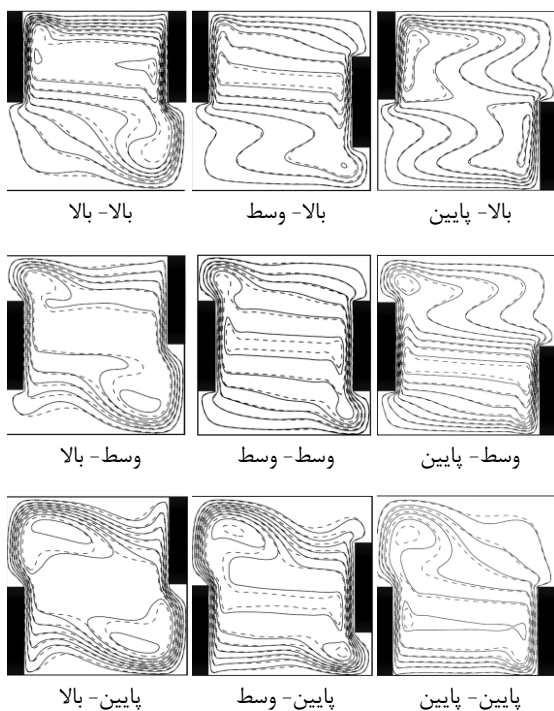 بالا- پایین
بالا- وسط
بالا- بالا
وسط- پایین
وسط- وسط
وسط- بالا
پایین- پایین
پایین- وسط
پایین- بالا